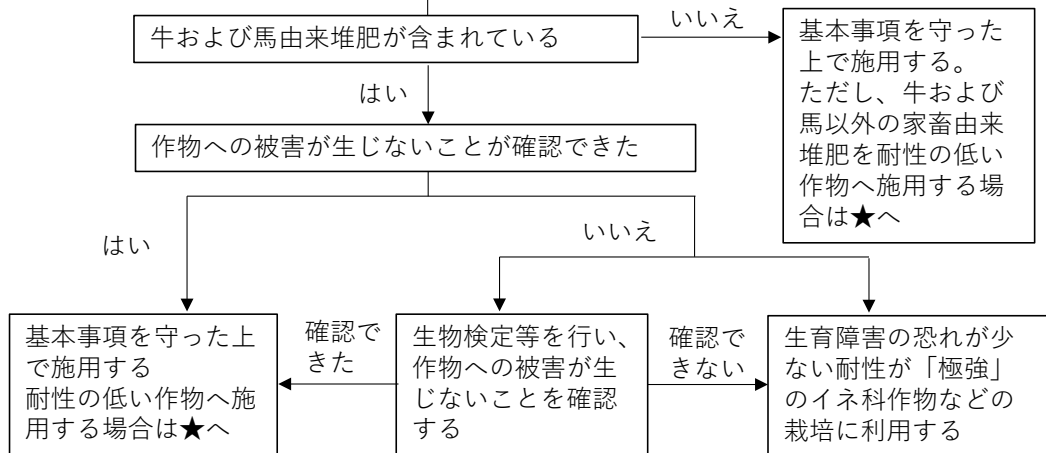 牛および馬由来堆肥が含まれている
いいえ
基本事項を守った
上で施用する。
ただし、牛および
馬以外の家畜由来
堆肥を耐性の低い
作物へ施用する場
合は★へ
はい
作物への被害が生じないことが確認できた
はい
いいえ
基本事項を守った上
で施用する
耐性の低い作物へ施
用する場合は★へ
確認で
きた
生物検定等を行い、
作物への被害が生
じないことを確認
する
確認で
きない
生育障害の恐れが少
ない耐性が「極強」
のイネ科作物などの
栽培に利用する